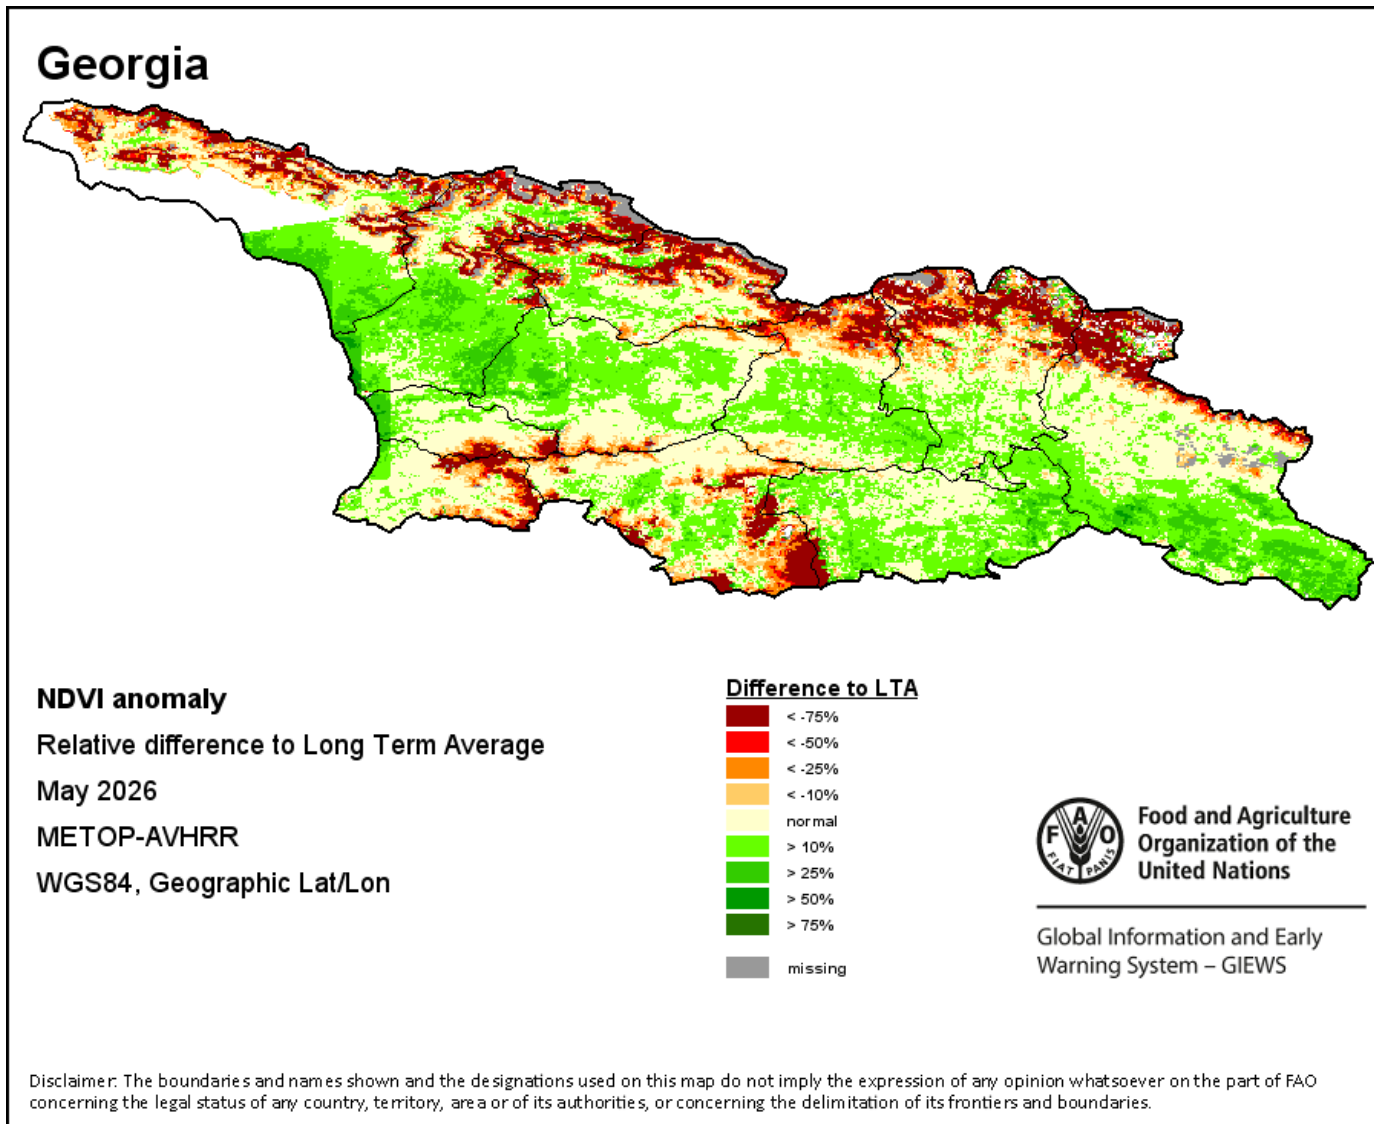 Georgia
NDVI anomaly
Relative difference to Long Term Average
May 2026
METOP-AVHRR
WGS84, Geographic Lat/Lon
Difference to LTA
< -75%
< -50%
< -25%
< -10%
normal
> 10%
> 25%
> 50%
> 75%
missing
F A O
FIAT PANIS
Food and Agriculture
Organization of the
United Nations
Global Information and Early
Warning System – GIEWS
Disclaimer: The boundaries and names shown and the designations used on this map do not imply the expression of any opinion whatsoever on the part of FAO
concerning the legal status of any country, territory, area or of its authorities, or concerning the delimitation of its frontiers and boundaries.